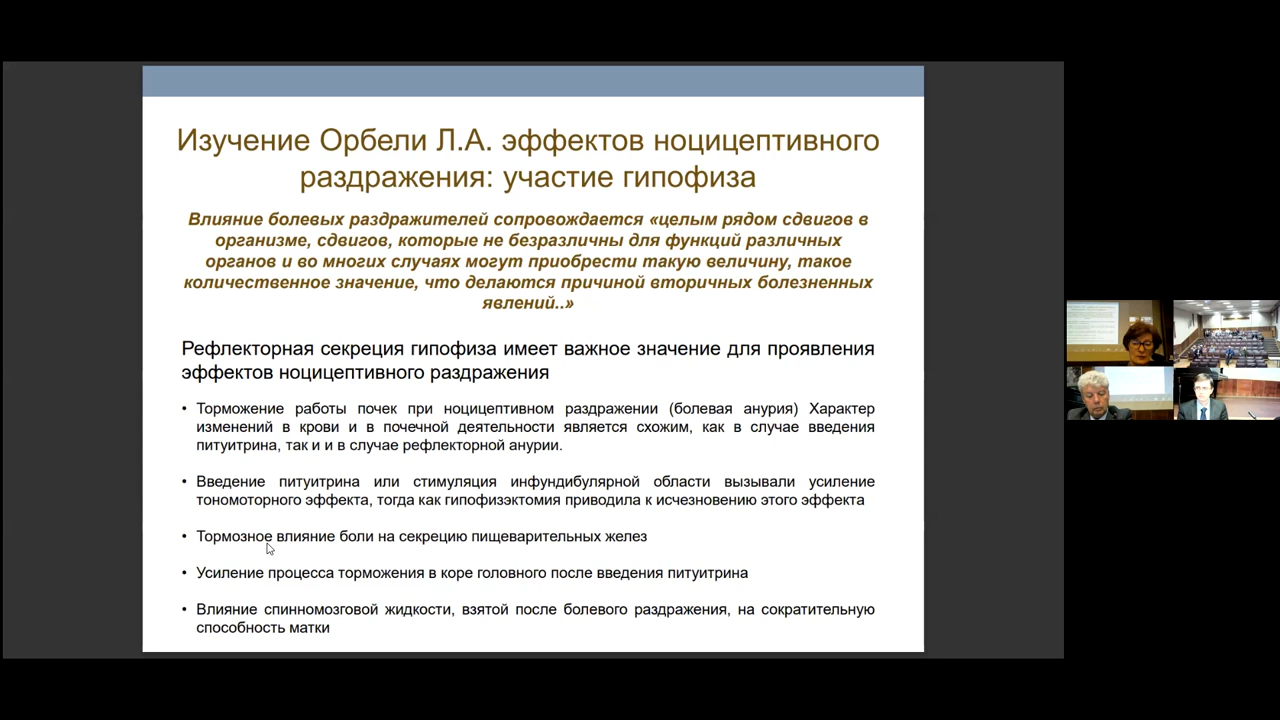 Изучение Орбели Л.А. эффектов ноцицептивного
раздражения: участие гипофиза
Влияние болевых раздражителей сопровождается «целым рядом сдвигов в
организме, сдвигов, которые не безразличны для функций различных
органов и во многих случаях могут приобрести такую величину, такое
количественное значение, что делаются причиной вторичных болезненных
явлений..»
Рефлекторная секреция гипофиза имеет важное значение для проявления
эффектов ноцицептивного раздражения
• Торможение работы почек при ноцицептивном раздражении (болевая анурия) Характер
изменений в крови и в почечной деятельности является схожим, как в случае введения
питуитрина, так и и в случае рефлекторной анурии.
• Введение питуитрина или стимуляция инфундибулярной области вызывали усиление
тономоторного эффекта, тогда как гипофизэктомия приводила к исчезновению этого эффекта
• Тормозное влияние боли на секрецию пищеварительных желез
• Усиление процесса торможения в коре головного после введения питуитрина
• Влияние спинномозговой жидкости, взятой после болевого раздражения, на сократительную
способность матки